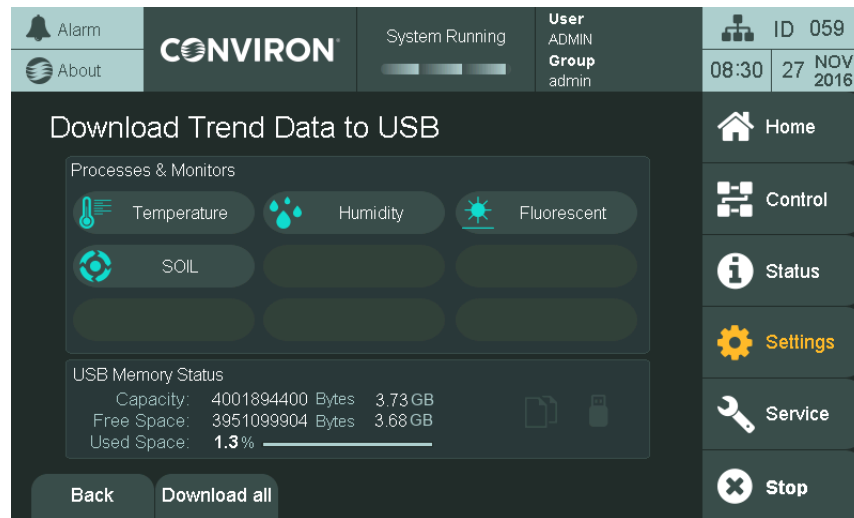 Alarm
About
CONVIRON
System Running
User
ADMIN
Group
admin
ID 059
08:30 27 NOV 2016
Download Trend Data to USB
Processes & Monitors
Temperature Humidity Fluorescent
SOIL
USB Memory Status
Capacity: 4001894400 Bytes 3.73 GB
Free Space: 3951099904 Bytes 3.68 GB
Used Space: 1.3 %
Back Download all
Home
Control
Status
Settings
Service
Stop